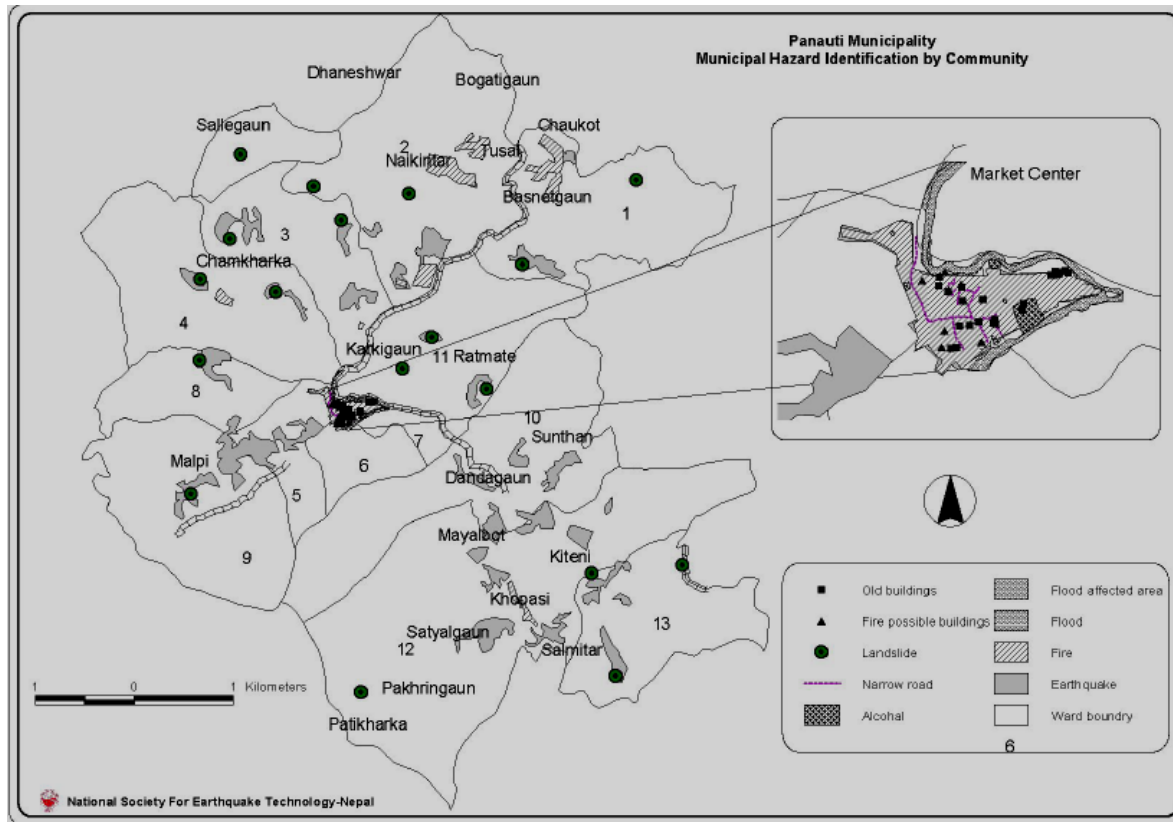 Panauti Municipality
Municipal Hazard Identification by Community
Dhaneshwar
Bogatigaun
Sallegaun
Chaukot
2
Tusal
Naikintar
Basnetgaun
1
3
Chamkharka
4
Karkigaun
11 Ratmate
8
10
7
Sunthan
6
Malpi
Dandagaun
5
Mayalbot
9
Kiteni
Khopasi
13
Satyalgaun
12
Salmitar
Pakhringaun
Patikharka
Market Center
Old buildings
Flood affected area
Fire possible buildings
Flood
Landslide
Fire
Narrow road
Earthquake
Alcohal
Ward boundry
6
1 0 1 Kilometers
National Society For Earthquake Technology-Nepal